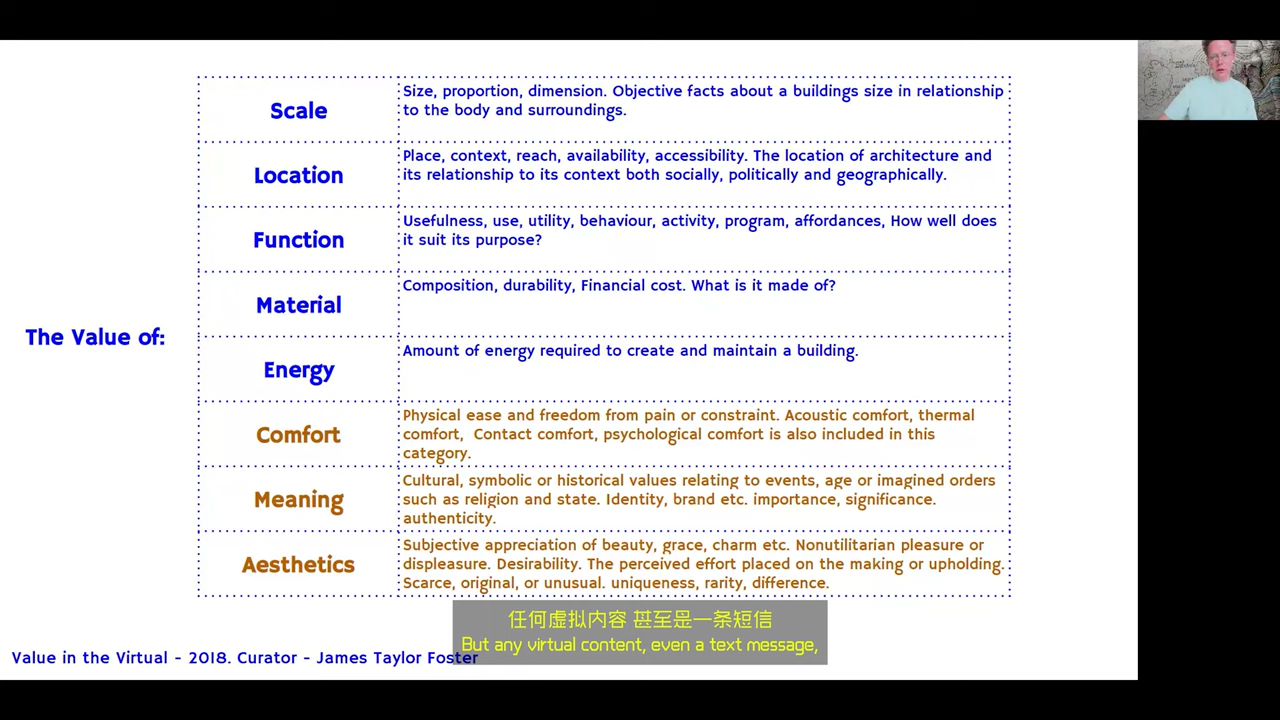 The Value of:
Scale
Size, proportion, dimension. Objective facts about a buildings size in relationship
to the body and surroundings.
Location
Place, context, reach, availability, accessibility. The location of architecture and
its relationship to its context both socially, politically and geographically.
Function
Usefulness, use, utility, behaviour, activity, program, affordances, How well does
it suit its purpose?
Material
Composition, durability, Financial cost. What is it made of?
Energy
Amount of energy required to create and maintain a building.
Comfort
Physical ease and freedom from pain or constraint. Acoustic comfort, thermal
comfort, Contact comfort, psychological comfort is also included in this
category.
Meaning
Cultural, symbolic or historical values relating to events, age or imagined orders
such as religion and state. Identity, brand etc. importance, significance.
authenticity.
Aesthetics
Subjective appreciation of beauty, grace, charm etc. Nonutilitarian pleasure or
displeasure. Desirability. The perceived effort placed on the making or upholding.
Scarce, original, or unusual. uniqueness, rarity, difference.
任何虚拟内容 甚至是一条短信
But any virtual content, even a text message,
Value in the Virtual - 2018. Curator - James Taylor Foster